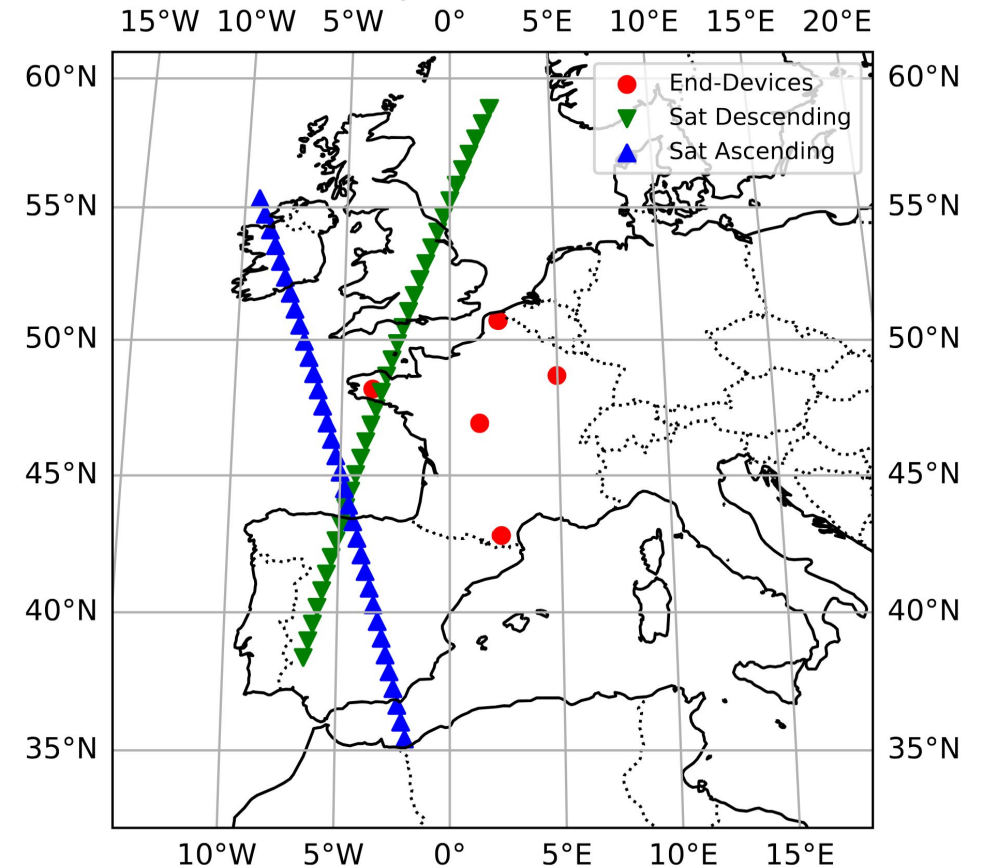 15°W 10°W 5°W 0° 5°E 10°E 15°E 20°E
60°N 60°N
End-Devices
Sat Descending
Sat Ascending
55°N 55°N
50°N 50°N
45°N 45°N
40°N 40°N
35°N 35°N
10°W 5°W 0° 5°E 10°E 15°E